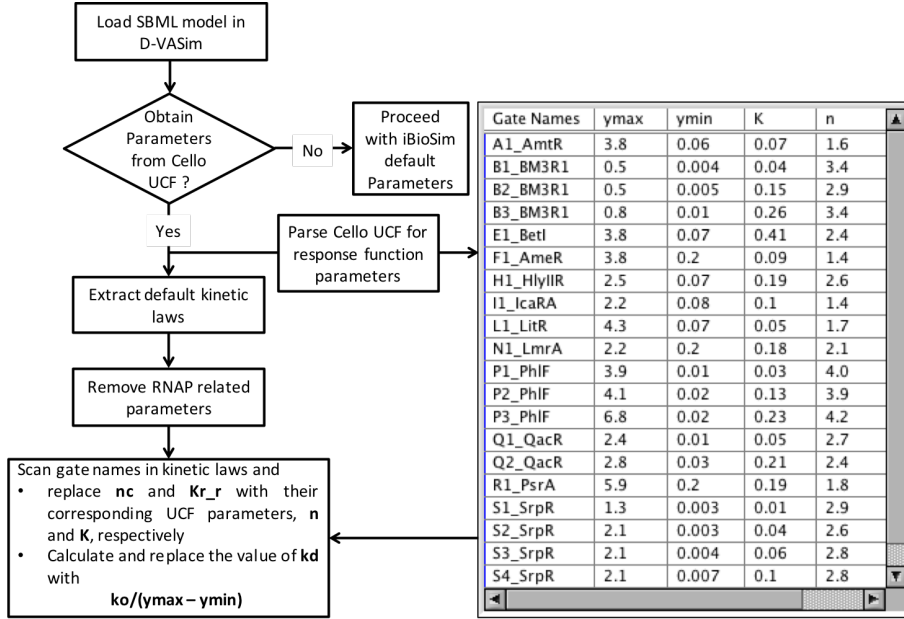 Load SBML model in
D-VASim
Obtain
Parameters
from Cello
UCF ?
No
Proceed
with iBioSim
default
Parameters
Yes
Parse Cello UCF for
response function
parameters
Extract default kinetic
laws
Remove RNAP related
parameters
Scan gate names in kinetic laws and
• replace nc and Kr_r with their
corresponding UCF parameters, n
and K, respectively
• Calculate and replace the value of kd
with
ko/(ymax – ymin)
Gate Names ymax ymin K n
A1_AmtR 3.8 0.06 0.07 1.6
B1_BM3R1 0.5 0.004 0.04 3.4
B2_BM3R1 0.5 0.005 0.15 2.9
B3_BM3R1 0.8 0.01 0.26 3.4
E1_BetI 3.8 0.07 0.41 2.4
F1_AmeR 3.8 0.2 0.09 1.4
H1_HlyIIR 2.5 0.07 0.19 2.6
I1_IcaRA 2.2 0.08 0.1 1.4
L1_LitR 4.3 0.07 0.05 1.7
N1_LmrA 2.2 0.2 0.18 2.1
P1_PhlF 3.9 0.01 0.03 4.0
P2_PhlF 4.1 0.02 0.13 3.9
P3_PhlF 6.8 0.02 0.23 4.2
Q1_QacR 2.4 0.01 0.05 2.7
Q2_QacR 2.8 0.03 0.21 2.4
R1_PsrA 5.9 0.2 0.19 1.8
S1_SrpR 1.3 0.003 0.01 2.9
S2_SrpR 2.1 0.003 0.04 2.6
S3_SrpR 2.1 0.004 0.06 2.8
S4_SrpR 2.1 0.007 0.1 2.8